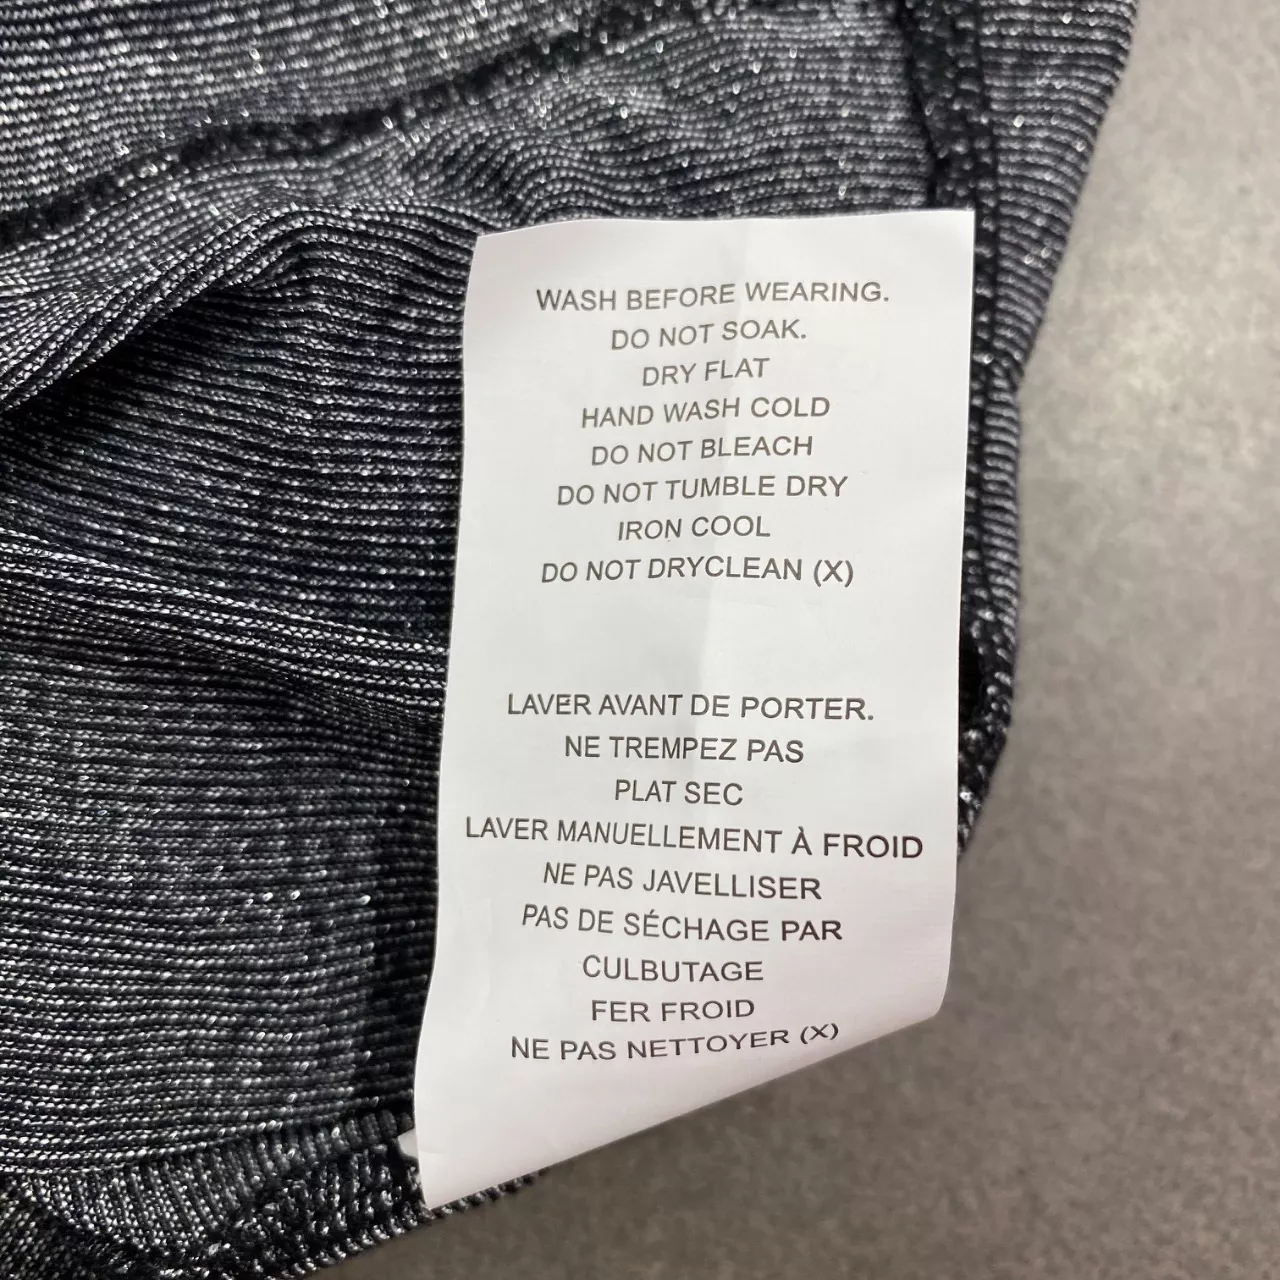 WASH BEFORE WEARING.
DO NOT SOAK.
DRY FLAT
HAND WASH COLD
DO NOT BLEACH
DO NOT TUMBLE DRY
IRON COOL
DO NOT DRYCLEAN (X)
LAVER AVANT DE PORTER.
NE TREMPEZ PAS
PLAT SEC
LAVER MANUELLEMENT À FROID
NE PAS JAVELLISER
PAS DE SÉCHAGE PAR
CULBUTAGE
FER FROID
NE PAS NETTOYER (X)